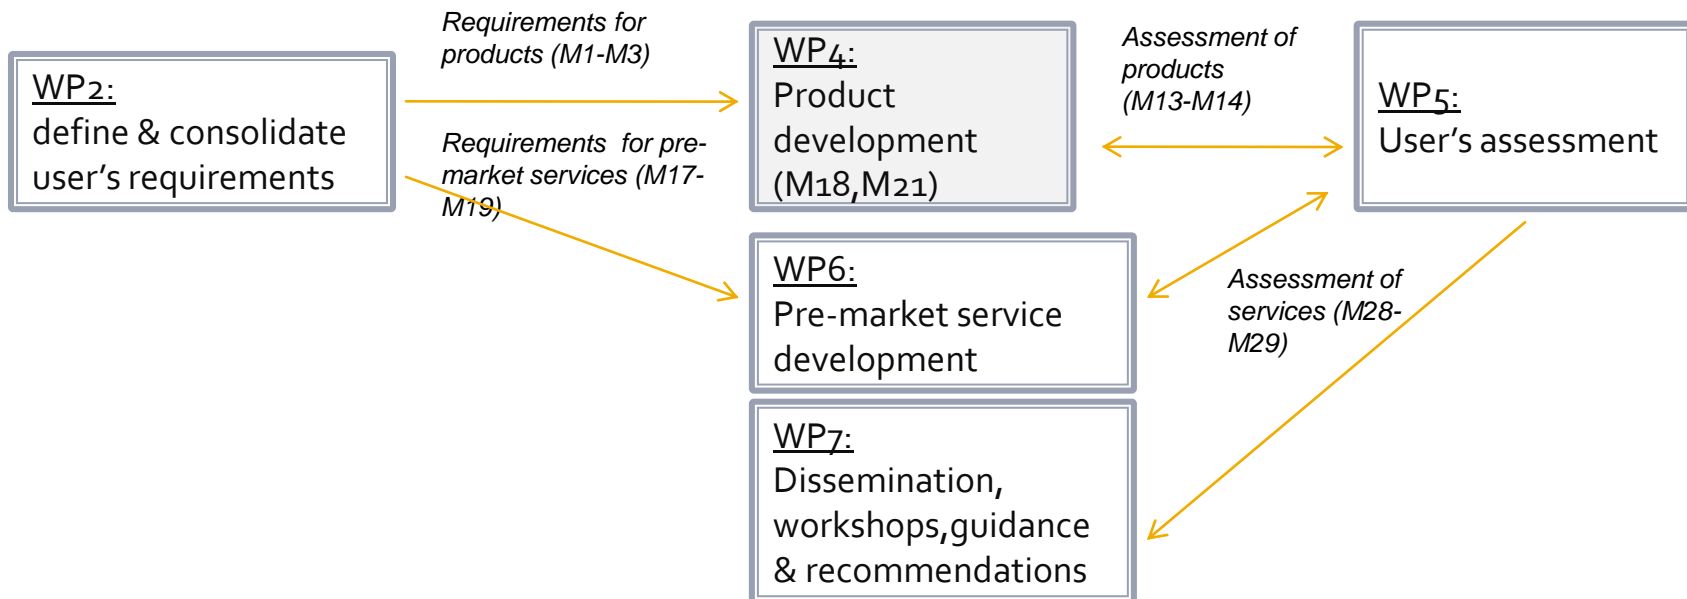 WP2:
define & consolidate
user's requirements
Requirements for
products (M1-M3)
Requirements  for pre-
market services (M17-
M19)
WP4:
Product
development
(M18,M21)
Assessment of
products
(M13-M14)
WP5:
User’s assessment
WP6:
Pre-market service
development
Assessment of
services (M28-
M29)
WP7:
Dissemination,
workshops,guidance
& recommendations